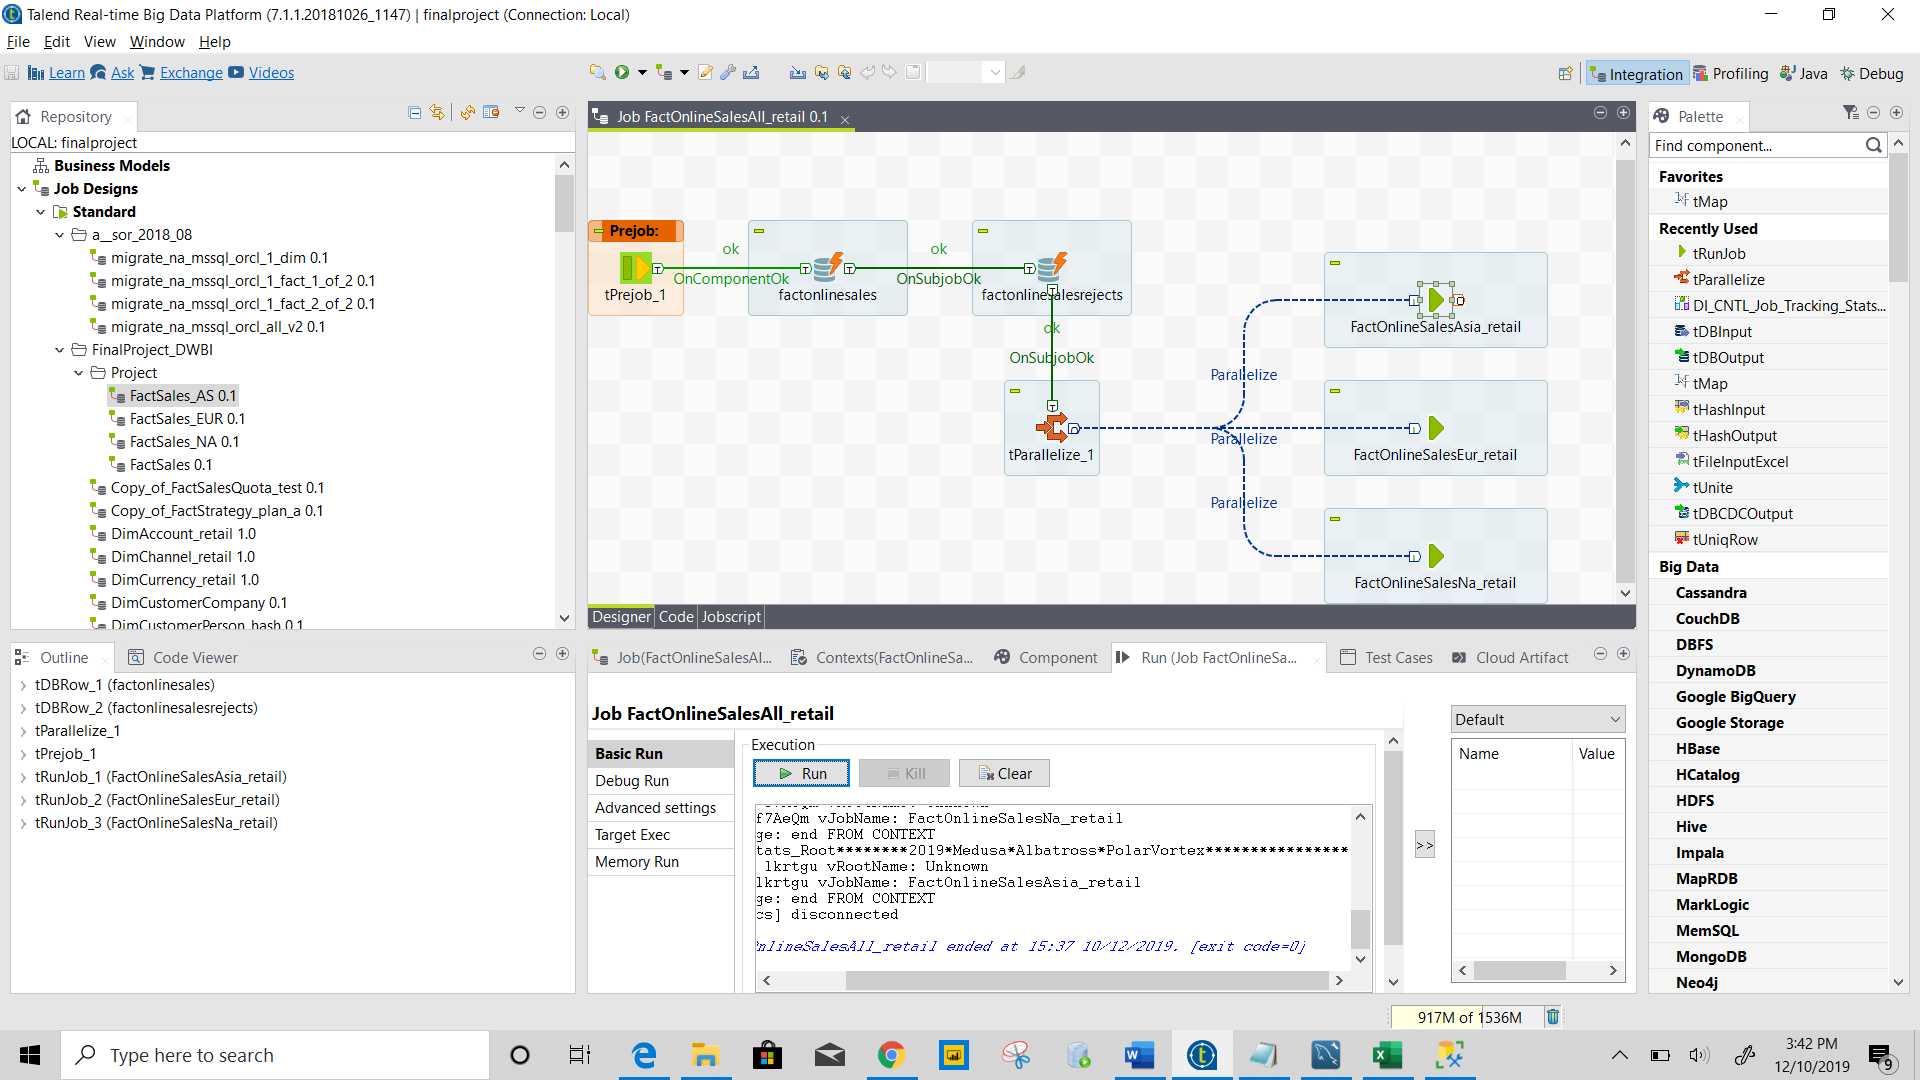 Talend Real-time Big Data Platform (7.1.1.20181026_1147) | finalproject (Connection: Local)
File Edit View Window Help
Learn Ask Exchange Videos
Integration Profiling Java Debug
Repository
LOCAL: finalproject
Business Models
Job Designs
Standard
a__sor_2018_08
migrate_na_mssql_orcl_1_dim 0.1
migrate_na_mssql_orcl_1_fact_1_of_2 0.1
migrate_na_mssql_orcl_1_fact_2_of_2 0.1
migrate_na_mssql_orcl_all_v2 0.1
FinalProject_DWBI
Project
FactSales_AS 0.1
FactSales_EUR 0.1
FactSales_NA 0.1
FactSales 0.1
Copy_of_FactSalesQuota_test 0.1
Copy_of_FactStrategy_plan_a 0.1
DimAccount_retail 1.0
DimChannel_retail 1.0
DimCurrency_retail 1.0
DimCustomerCompany 0.1
DimCustomerPerson_hash 0.1
Job FactOnlineSalesAll_retail 0.1
Prejob:
tPrejob_1
ok
OnComponentOk
factonlinesales
ok
OnSubjobOk
factonlinesalesrejects
ok
OnSubjobOk
tParallelize_1
Parallelize
Parallelize
Parallelize
FactOnlineSalesAsia_retail
FactOnlineSalesEur_retail
FactOnlineSalesNa_retail
Designer Code Jobscript
Palette
Find component...
Favorites
tMap
Recently Used
tRunJob
tParallelize
DI_CNTL_Job_Tracking_Stats...
tDBInput
tDBOutput
tMap
tHashInput
tHashOutput
tFileInputExcel
tUnite
tDBCDCOutput
tUniqRow
Big Data
Cassandra
CouchDB
DBFS
DynamoDB
Google BigQuery
Google Storage
HBase
HCatalog
HDFS
Hive
Impala
MapRDB
MarkLogic
MemSQL
MongoDB
Neo4j
Outline Code Viewer
tDBRow_1 (factonlinesales)
tDBRow_2 (factonlinesalesrejects)
tParallelize_1
tPrejob_1
tRunJob_1 (FactOnlineSalesAsia_retail)
tRunJob_2 (FactOnlineSalesEur_retail)
tRunJob_3 (FactOnlineSalesNa_retail)
Job(FactOnlineSalesAl... Contexts(FactOnlineSa... Component Run (Job FactOnlineSa... Test Cases Cloud Artifact
Job FactOnlineSalesAll_retail
Basic Run
Debug Run
Advanced settings
Target Exec
Memory Run
Execution
Run Kill Clear
f7AeQm vJobName: FactOnlineSalesNa_retail
ge: end FROM CONTEXT
tats_Root********2019*Medusa*Albatross*PolarVortex****************
lkrtgu vRootName: Unknown
lkrtgu vJobName: FactOnlineSalesAsia_retail
ge: end FROM CONTEXT
cs] disconnected
nlineSalesAll_retail ended at 15:37 10/12/2019. [exit code=0]
>>
Default
Name Value
917M of 1536M
Type here to search
3:42 PM
12/10/2019
9